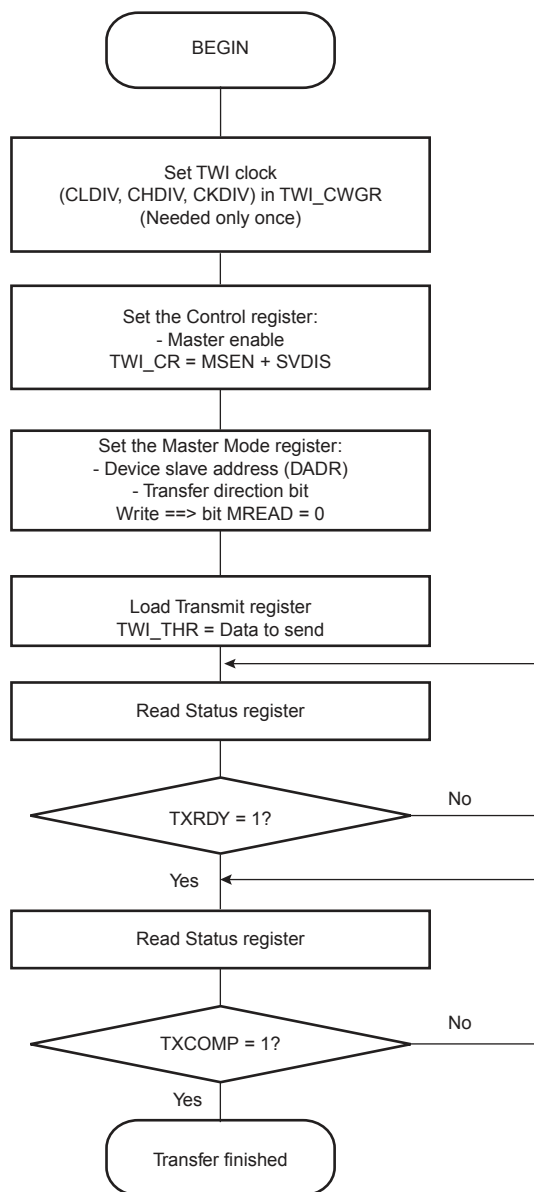 BEGIN
Set TWI clock
(CLDIV, CHDIV, CKDIV) in TWI_CWGR
(Needed only once)
Set the Control register:
- Master enable
TWI_CR = MSEN + SVDIS
Set the Master Mode register:
- Device slave address (DADR)
- Transfer direction bit
Write ==> bit MREAD = 0
Load Transmit register
TWI_THR = Data to send
Read Status register
TXRDY = 1?
No
Yes
Read Status register
TXCOMP = 1?
No
Yes
Transfer finished